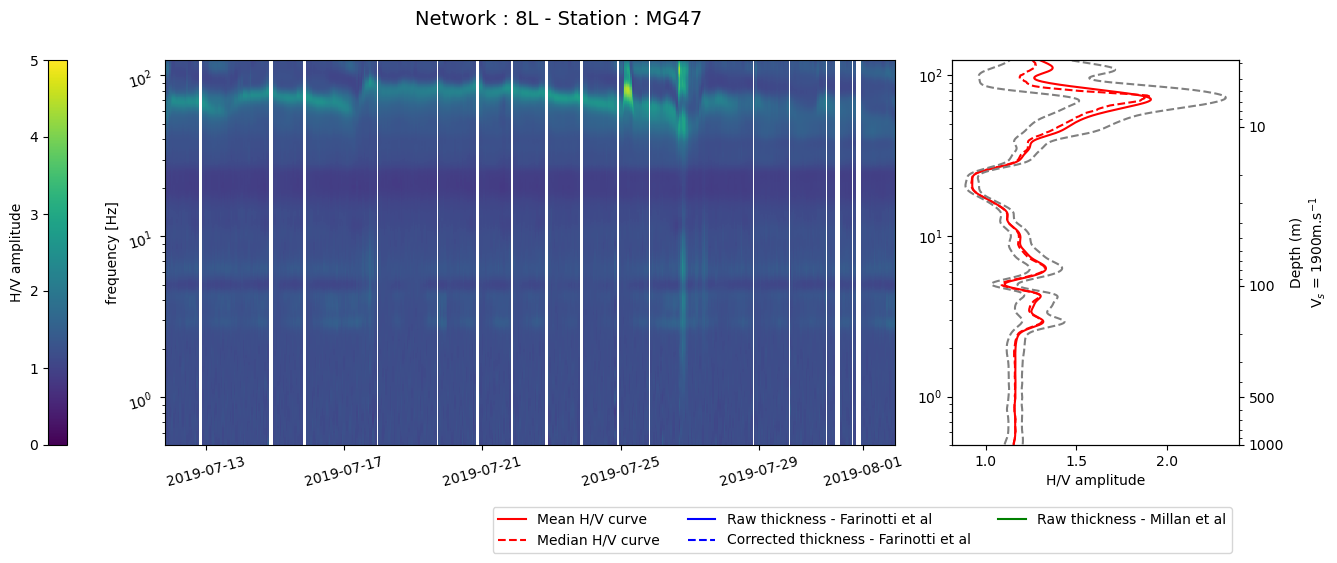 Network : 8L - Station : MG47
5
4
3
2
1
0
H/V amplitude
frequency [Hz]
10²
10¹
10⁰
2019-07-13
2019-07-17
2019-07-21
2019-07-25
2019-07-29
2019-08-01
10²
10¹
10⁰
1.0
1.5
2.0
H/V amplitude
10
100
500
1000
Depth (m)
Vₛ = 1900m.s⁻¹
Mean H/V curve
Median H/V curve
Raw thickness - Farinotti et al
Corrected thickness - Farinotti et al
Raw thickness - Millan et al